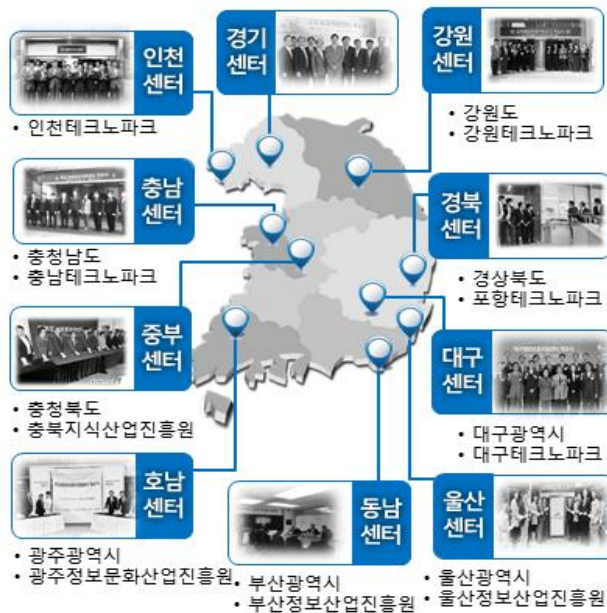 인천
센터
• 인천테크노파크
경기
센터
강원
센터
• 강원도
• 강원테크노파크
충남
센터
• 충청남도
• 충남테크노파크
경북
센터
• 경상북도
• 포항테크노파크
중부
센터
• 충청북도
• 충북지식산업진흥원
대구
센터
• 대구광역시
• 대구테크노파크
호남
센터
• 광주광역시
• 광주정보문화산업진흥원
동남
센터
• 부산광역시
• 부산정보산업진흥원
울산
센터
• 울산광역시
• 울산정보산업진흥원